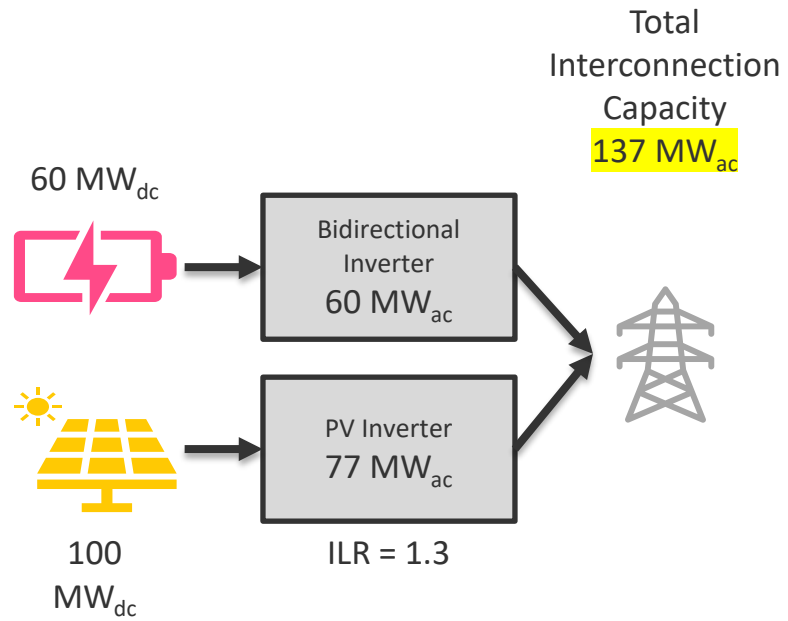 Total
Interconnection
Capacity
137 MWac
60 MWdc
Bidirectional
Inverter
60 MWac
PV Inverter
77 MWac
100
MWdc
ILR = 1.3